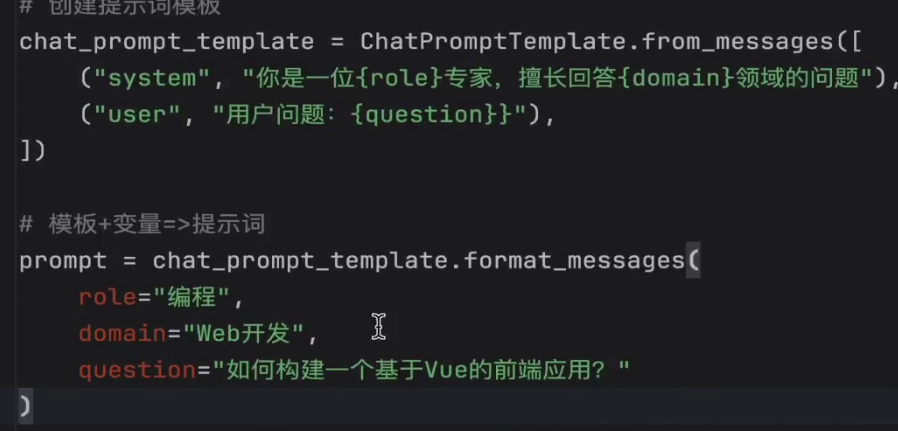 # 创建提示词模板
chat_prompt_template = ChatPromptTemplate.from_messages([
    ("system", "你是一位{role}专家，擅长回答{domain}领域的问题"),
    ("user", "用户问题：{question}}"),
])
# 模板+变量=>提示词
prompt = chat_prompt_template.format_messages(
    role="编程",
    domain="Web开发",
    question="如何构建一个基于Vue的前端应用？"
)